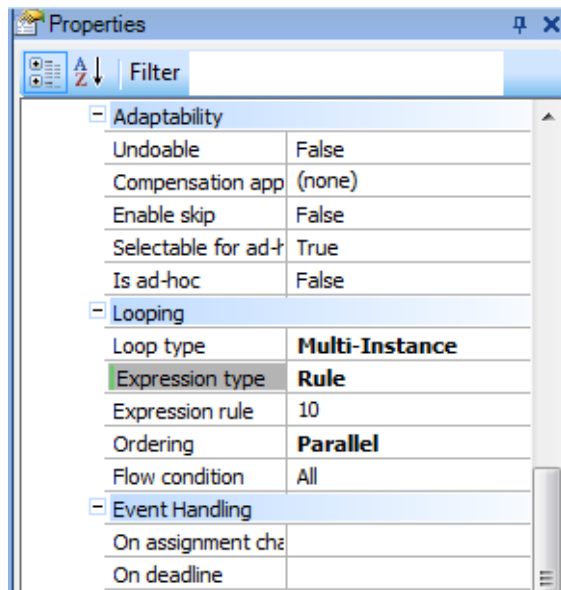 Properties
Filter
Adaptability
Undoable False
Compensation app (none)
Enable skip False
Selectable for ad-h True
Is ad-hoc False
Looping
Loop type Multi-Instance
Expression type Rule
Expression rule 10
Ordering Parallel
Flow condition All
Event Handling
On assignment cha
On deadline